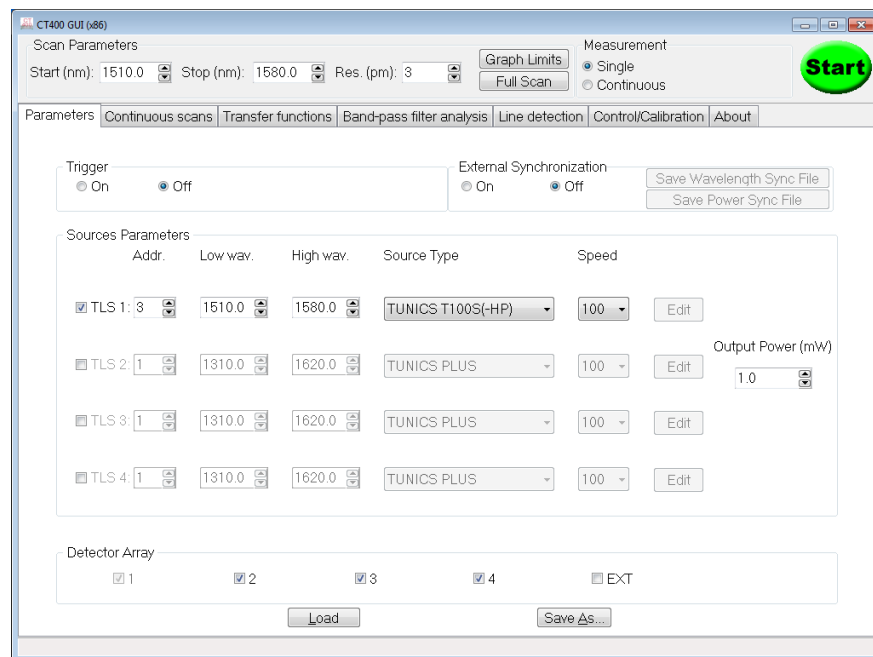 CT400 GUI (x86)
Scan Parameters
Measurement
Start (nm): 1510.0 Stop (nm): 1580.0 Res. (pm): 3
Graph Limits
Full Scan
Single
Continuous
Start
Parameters Continuous scans Transfer functions Band-pass filter analysis Line detection Control/Calibration About
Trigger
On Off
External Synchronization
On Off
Save Wavelength Sync File
Save Power Sync File
Sources Parameters
Addr. Low wav. High wav. Source Type Speed
TLS 1: 3 1510.0 1580.0 TUNICS T100S(-HP) 100 Edit
Output Power (mW)
1.0
TLS 2: 1 1310.0 1620.0 TUNICS PLUS 100 Edit
TLS 3: 1 1310.0 1620.0 TUNICS PLUS 100 Edit
TLS 4: 1 1310.0 1620.0 TUNICS PLUS 100 Edit
Detector Array
1 2 3 4 EXT
Load Save As...